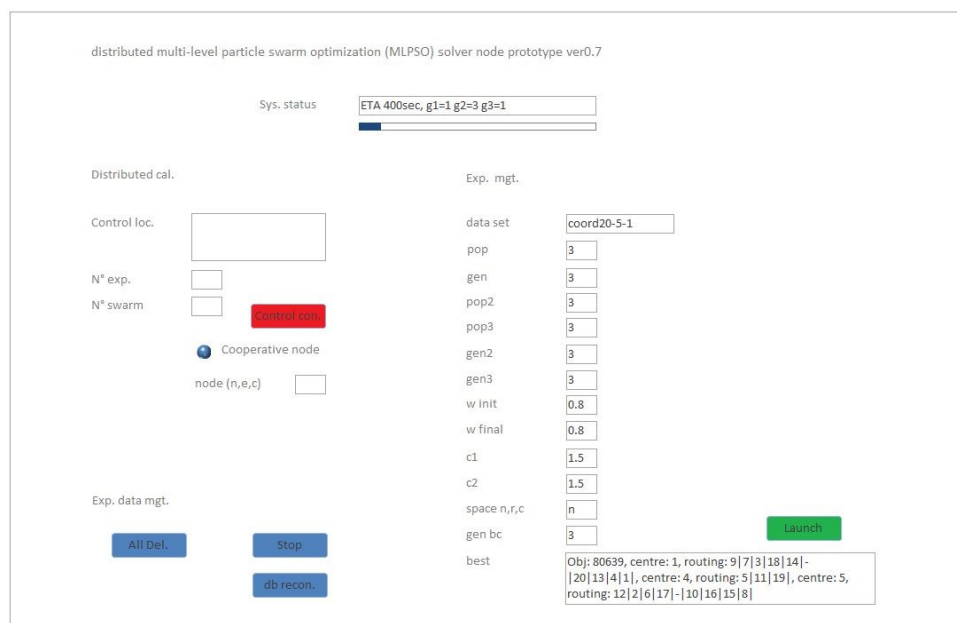 distributed multi-level particle swarm optimization (MLPSO) solver node prototype ver0.7
Sys. status
ETA 400sec, g1=1 g2=3 g3=1
Distributed cal.
Control loc.
N° exp.
N° swarm
Control con.
Cooperative node
node (n,e,c)
Exp. data mgt.
All Del.
Stop
db recon.
Exp. mgt.
data set coord20-5-1
pop 3
gen 3
pop2 3
pop3 3
gen2 3
gen3 3
w init 0.8
w final 0.8
c1 1.5
c2 1.5
space n,r,c n
gen bc 3
Launch
best
Obj: 80639, centre: 1, routing: 9|7|3|18|14|-
|20|13|4|1|, centre: 4, routing: 5|11|19|, centre: 5,
routing: 12|2|6|17|-|10|16|15|8|